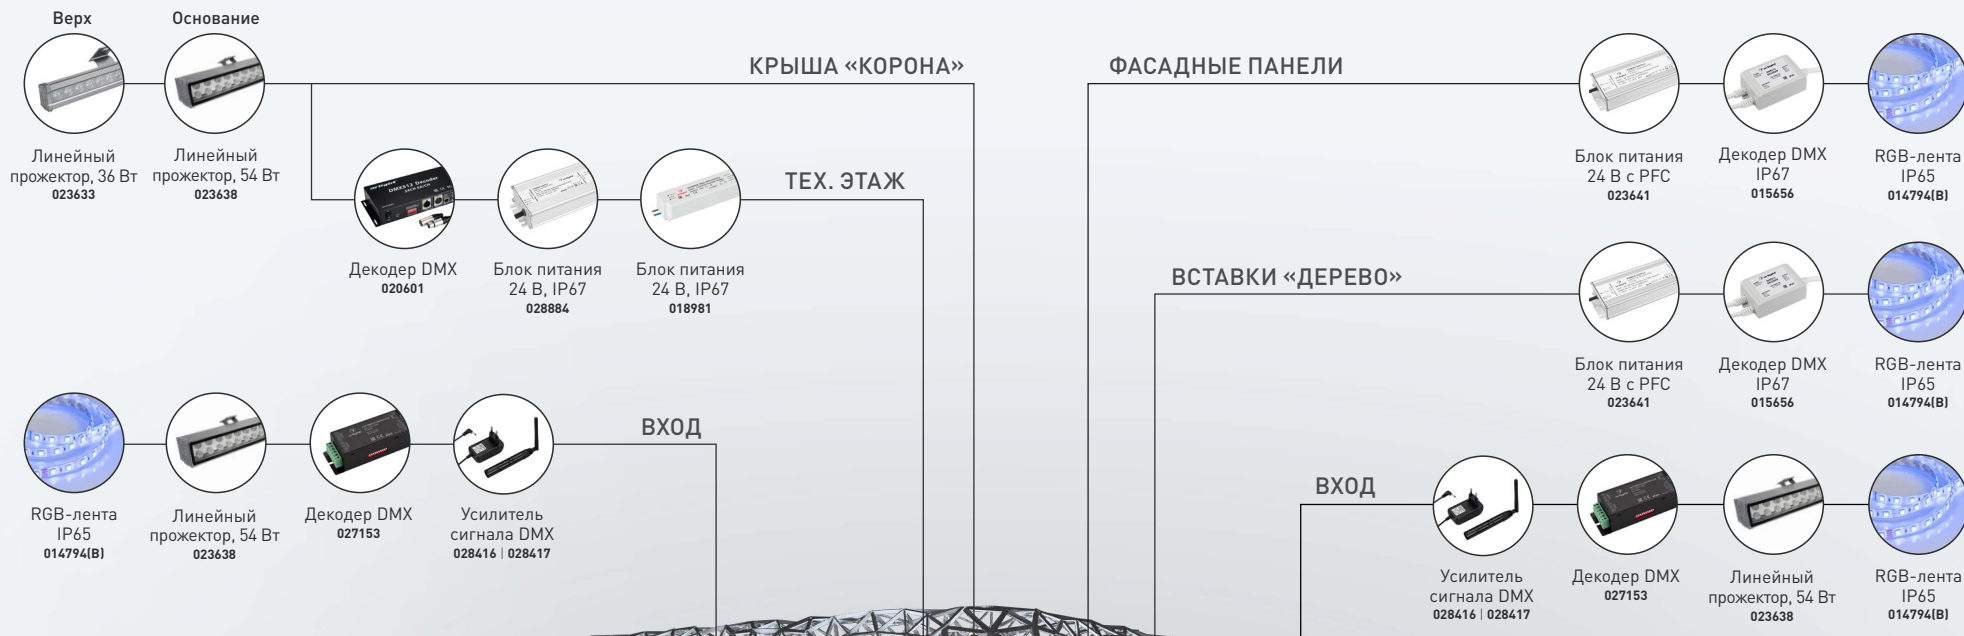 Верх
Основание
КРЫША «КОРОНА»
Линейный
прожектор, 36 Вт
023633
Линейный
прожектор, 54 Вт
023638
ТЕХ. ЭТАЖ
DMX512 Decoder
Декодер DMX
020601
Блок питания
24 В, IP67
028884
Блок питания
24 В, IP67
018981
ВХОД
RGB-лента
IP65
014794(B)
Линейный
прожектор, 54 Вт
023638
Декодер DMX
027153
Усилитель
сигнала DMX
028416 | 028417
ФАСАДНЫЕ ПАНЕЛИ
Блок питания
24 В с PFC
023641
Декодер DMX
IP67
015656
RGB-лента
IP65
014794(B)
ВСТАВКИ «ДЕРЕВО»
Блок питания
24 В с PFC
023641
Декодер DMX
IP67
015656
RGB-лента
IP65
014794(B)
ВХОД
Усилитель
сигнала DMX
028416 | 028417
Декодер DMX
027153
Линейный
прожектор, 54 Вт
023638
RGB-лента
IP65
014794(B)